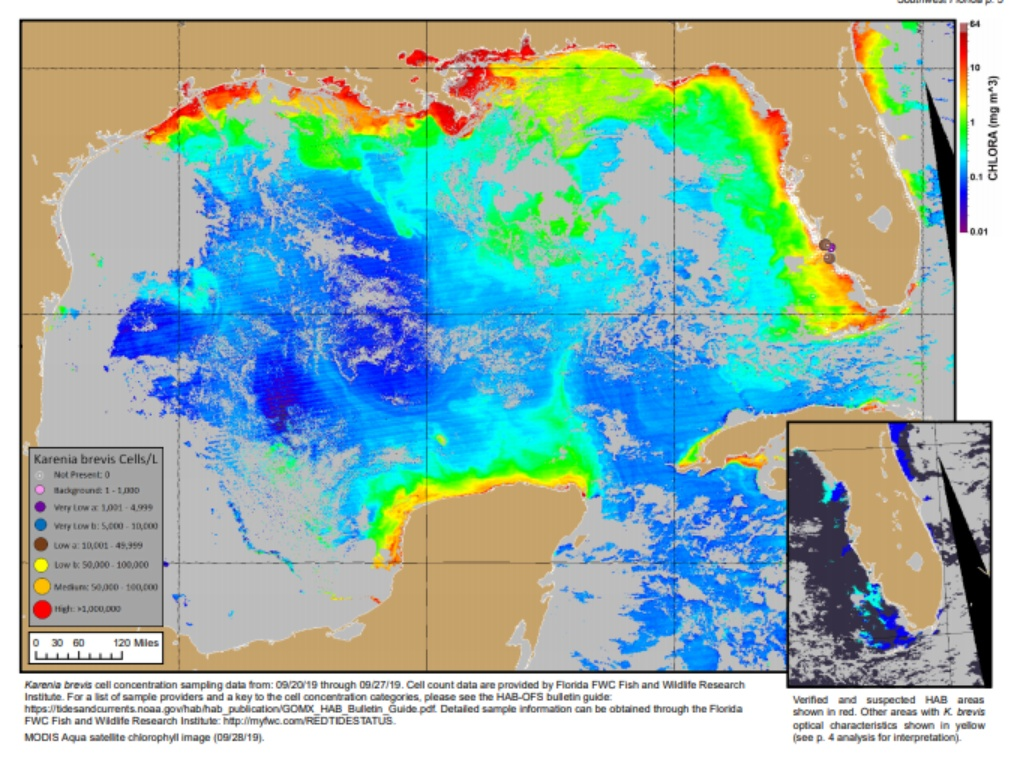 Southwest Florida p. 5
64
10
1
0.1
0.01
CHLORA (mg m^3)
Karenia brevis Cells/L
Not Present: 0
Background: 1 - 1,000
Very Low a: 1,001 - 4,999
Very Low b: 5,000 - 10,000
Low a: 10,001 - 49,999
Low b: 50,000 - 100,000
Medium: 50,000 - 100,000
High: >1,000,000
0 30 60 120 Miles
Karenia brevis cell concentration sampling data from: 09/20/19 through 09/27/19. Cell count data are provided by Florida FWC Fish and Wildlife Research
Institute. For a list of sample providers and a key to the cell concentration categories, please see the HAB-OFS bulletin guide:
https://tidesandcurrents.noaa.gov/hab/hab_publication/GOMX_HAB_Bulletin_Guide.pdf. Detailed sample information can be obtained through the Florida
FWC Fish and Wildlife Research Institute: http://myfwc.com/REDTIDESTATUS.
MODIS Aqua satellite chlorophyll image (09/28/19).
Verified and suspected HAB areas
shown in red. Other areas with K. brevis
optical characteristics shown in yellow
(see p. 4 analysis for interpretation).